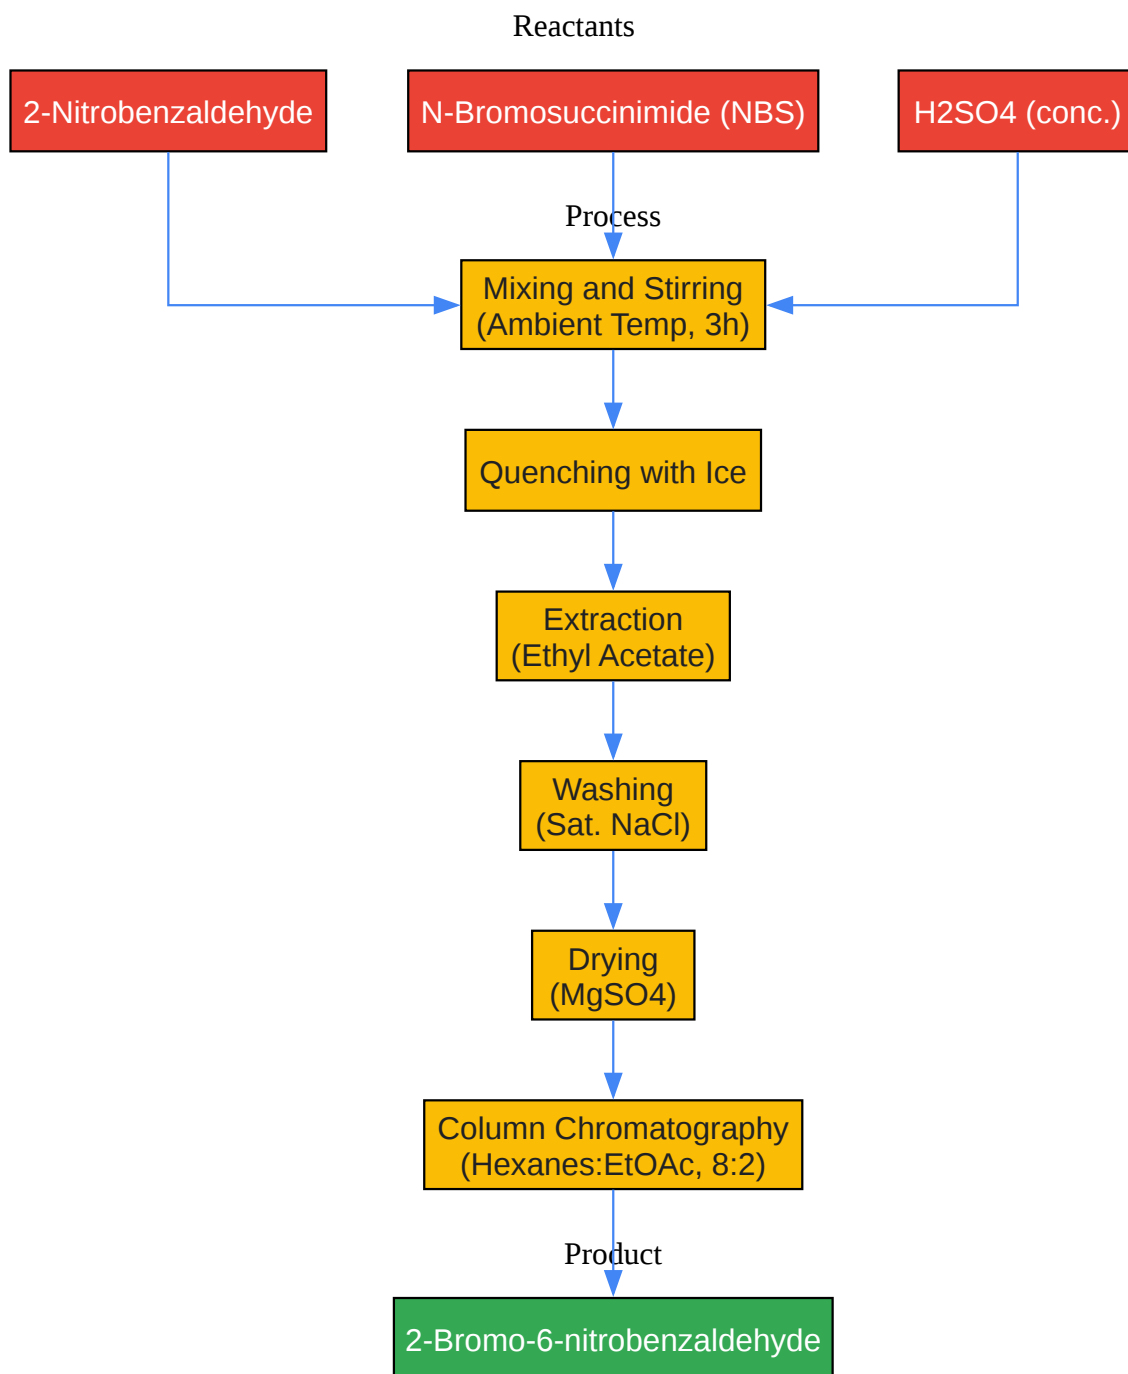 Reactants
2-Nitrobenzaldehyde
N-Bromosuccinimide (NBS)
H2SO4 (conc.)
Process
Mixing and Stirring
(Ambient Temp, 3h)
Quenching with Ice
Extraction
(Ethyl Acetate)
Washing
(Sat. NaCl)
Drying
(MgSO4)
Column Chromatography
(Hexanes:EtOAc, 8:2)
Product
2-Bromo-6-nitrobenzaldehyde